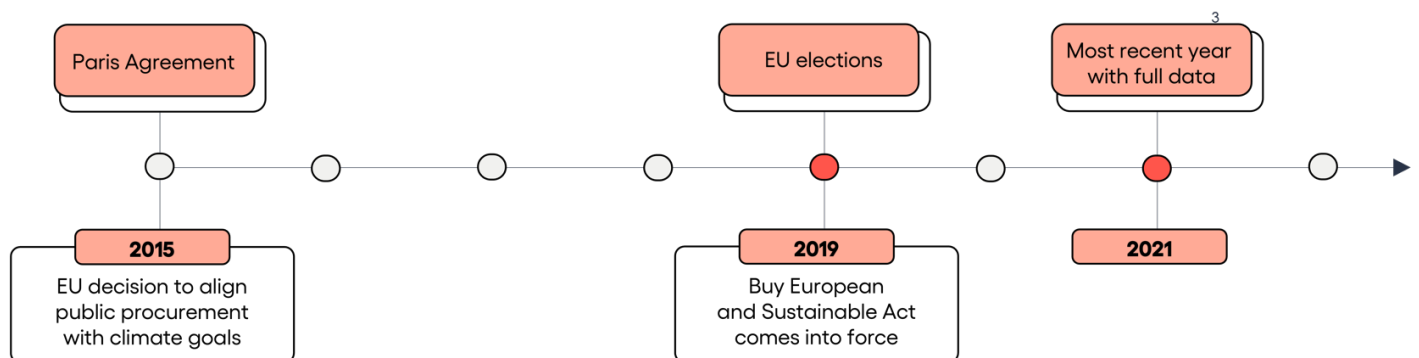 3
Paris Agreement
EU elections
Most recent year
with full data
2015
EU decision to align
public procurement
with climate goals
2019
Buy European
and Sustainable Act
comes into force
2021